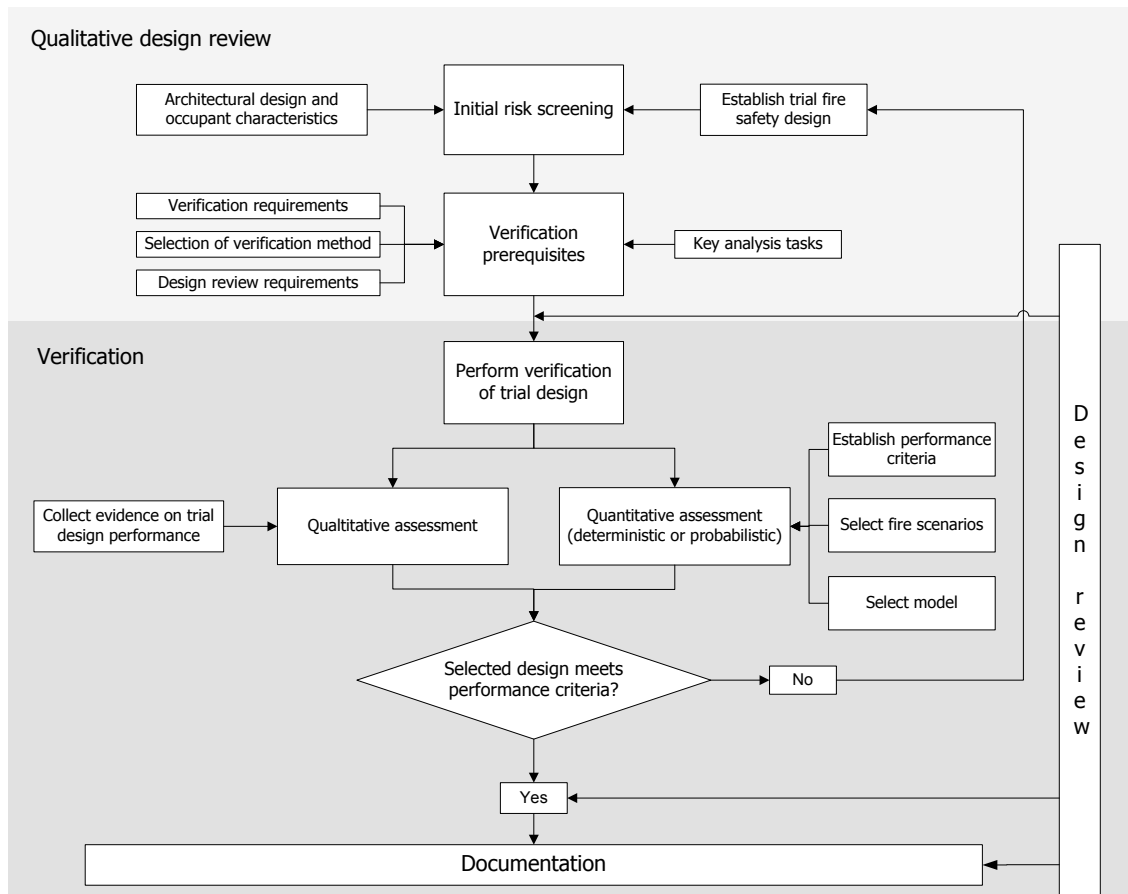 Qualitative design review
Architectural design and
occupant characteristics
Initial risk screening
Establish trial fire
safety design
Verification requirements
Selection of verification method
Design review requirements
Verification
prerequisites
Key analysis tasks
Verification
Perform verification
of trial design
Establish performance
criteria
Collect evidence on trial
design performance
Qualtitative assessment
Quantitative assessment
(deterministic or probabilistic)
Select fire scenarios
Select model
Selected design meets
performance criteria?
No
Yes
Documentation
Design review